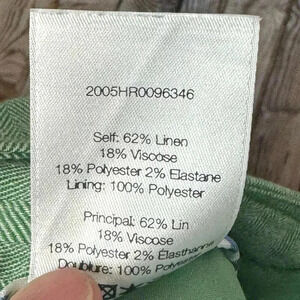 2005HR0096346
Self: 62% Linen
18% Viscose
18% Polyester 2% Elastane
Lining: 100% Polyester
Principal: 62% Lin
18% Viscose
18% Polyester 2% Élasthanne
Doublure: 100% Polyester